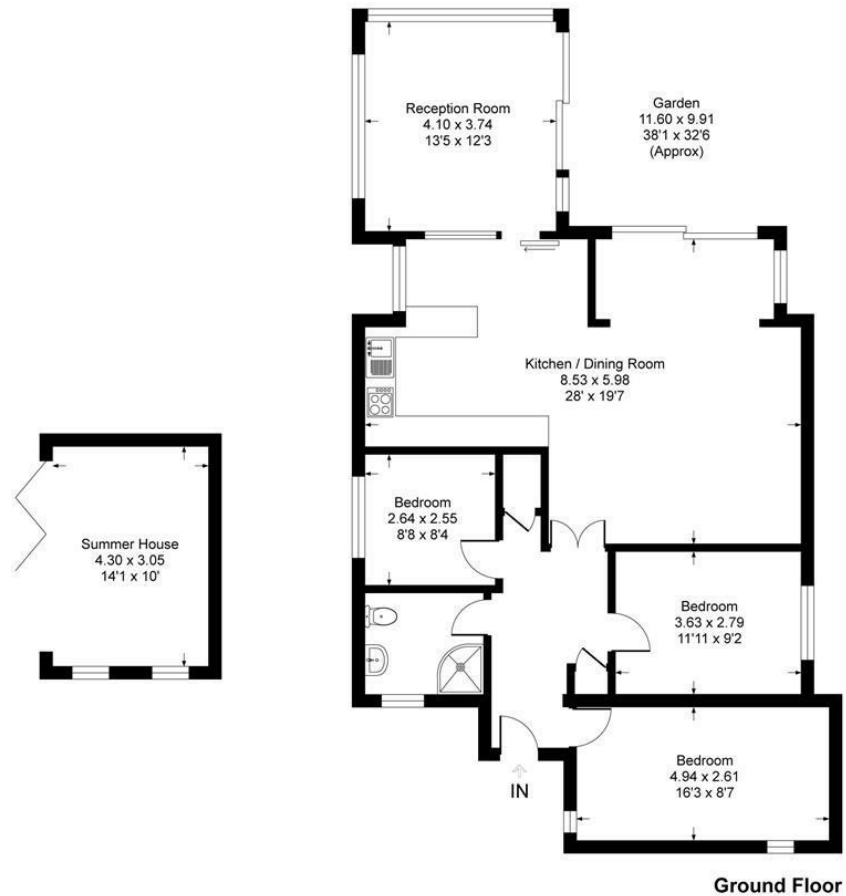 Reception Room
4.10 x 3.74
13'5 x 12'3
Garden
11.60 x 9.91
38'1 x 32'6
(Approx)
Kitchen / Dining Room
8.53 x 5.98
28' x 19'7
Bedroom
2.64 x 2.55
8'8 x 8'4
Summer House
4.30 x 3.05
14'1 x 10'
Bedroom
3.63 x 2.79
11'11 x 9'2
Bedroom
4.94 x 2.61
16'3 x 8'7
IN
Ground Floor